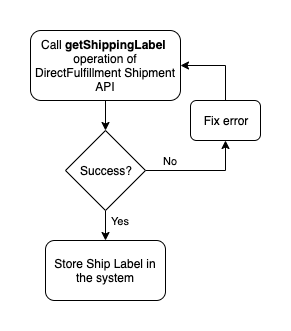 Call getShippingLabel
operation of
DirectFulfillment Shipment
API
Fix error
Success?
No
Yes
Store Ship Label in
the system